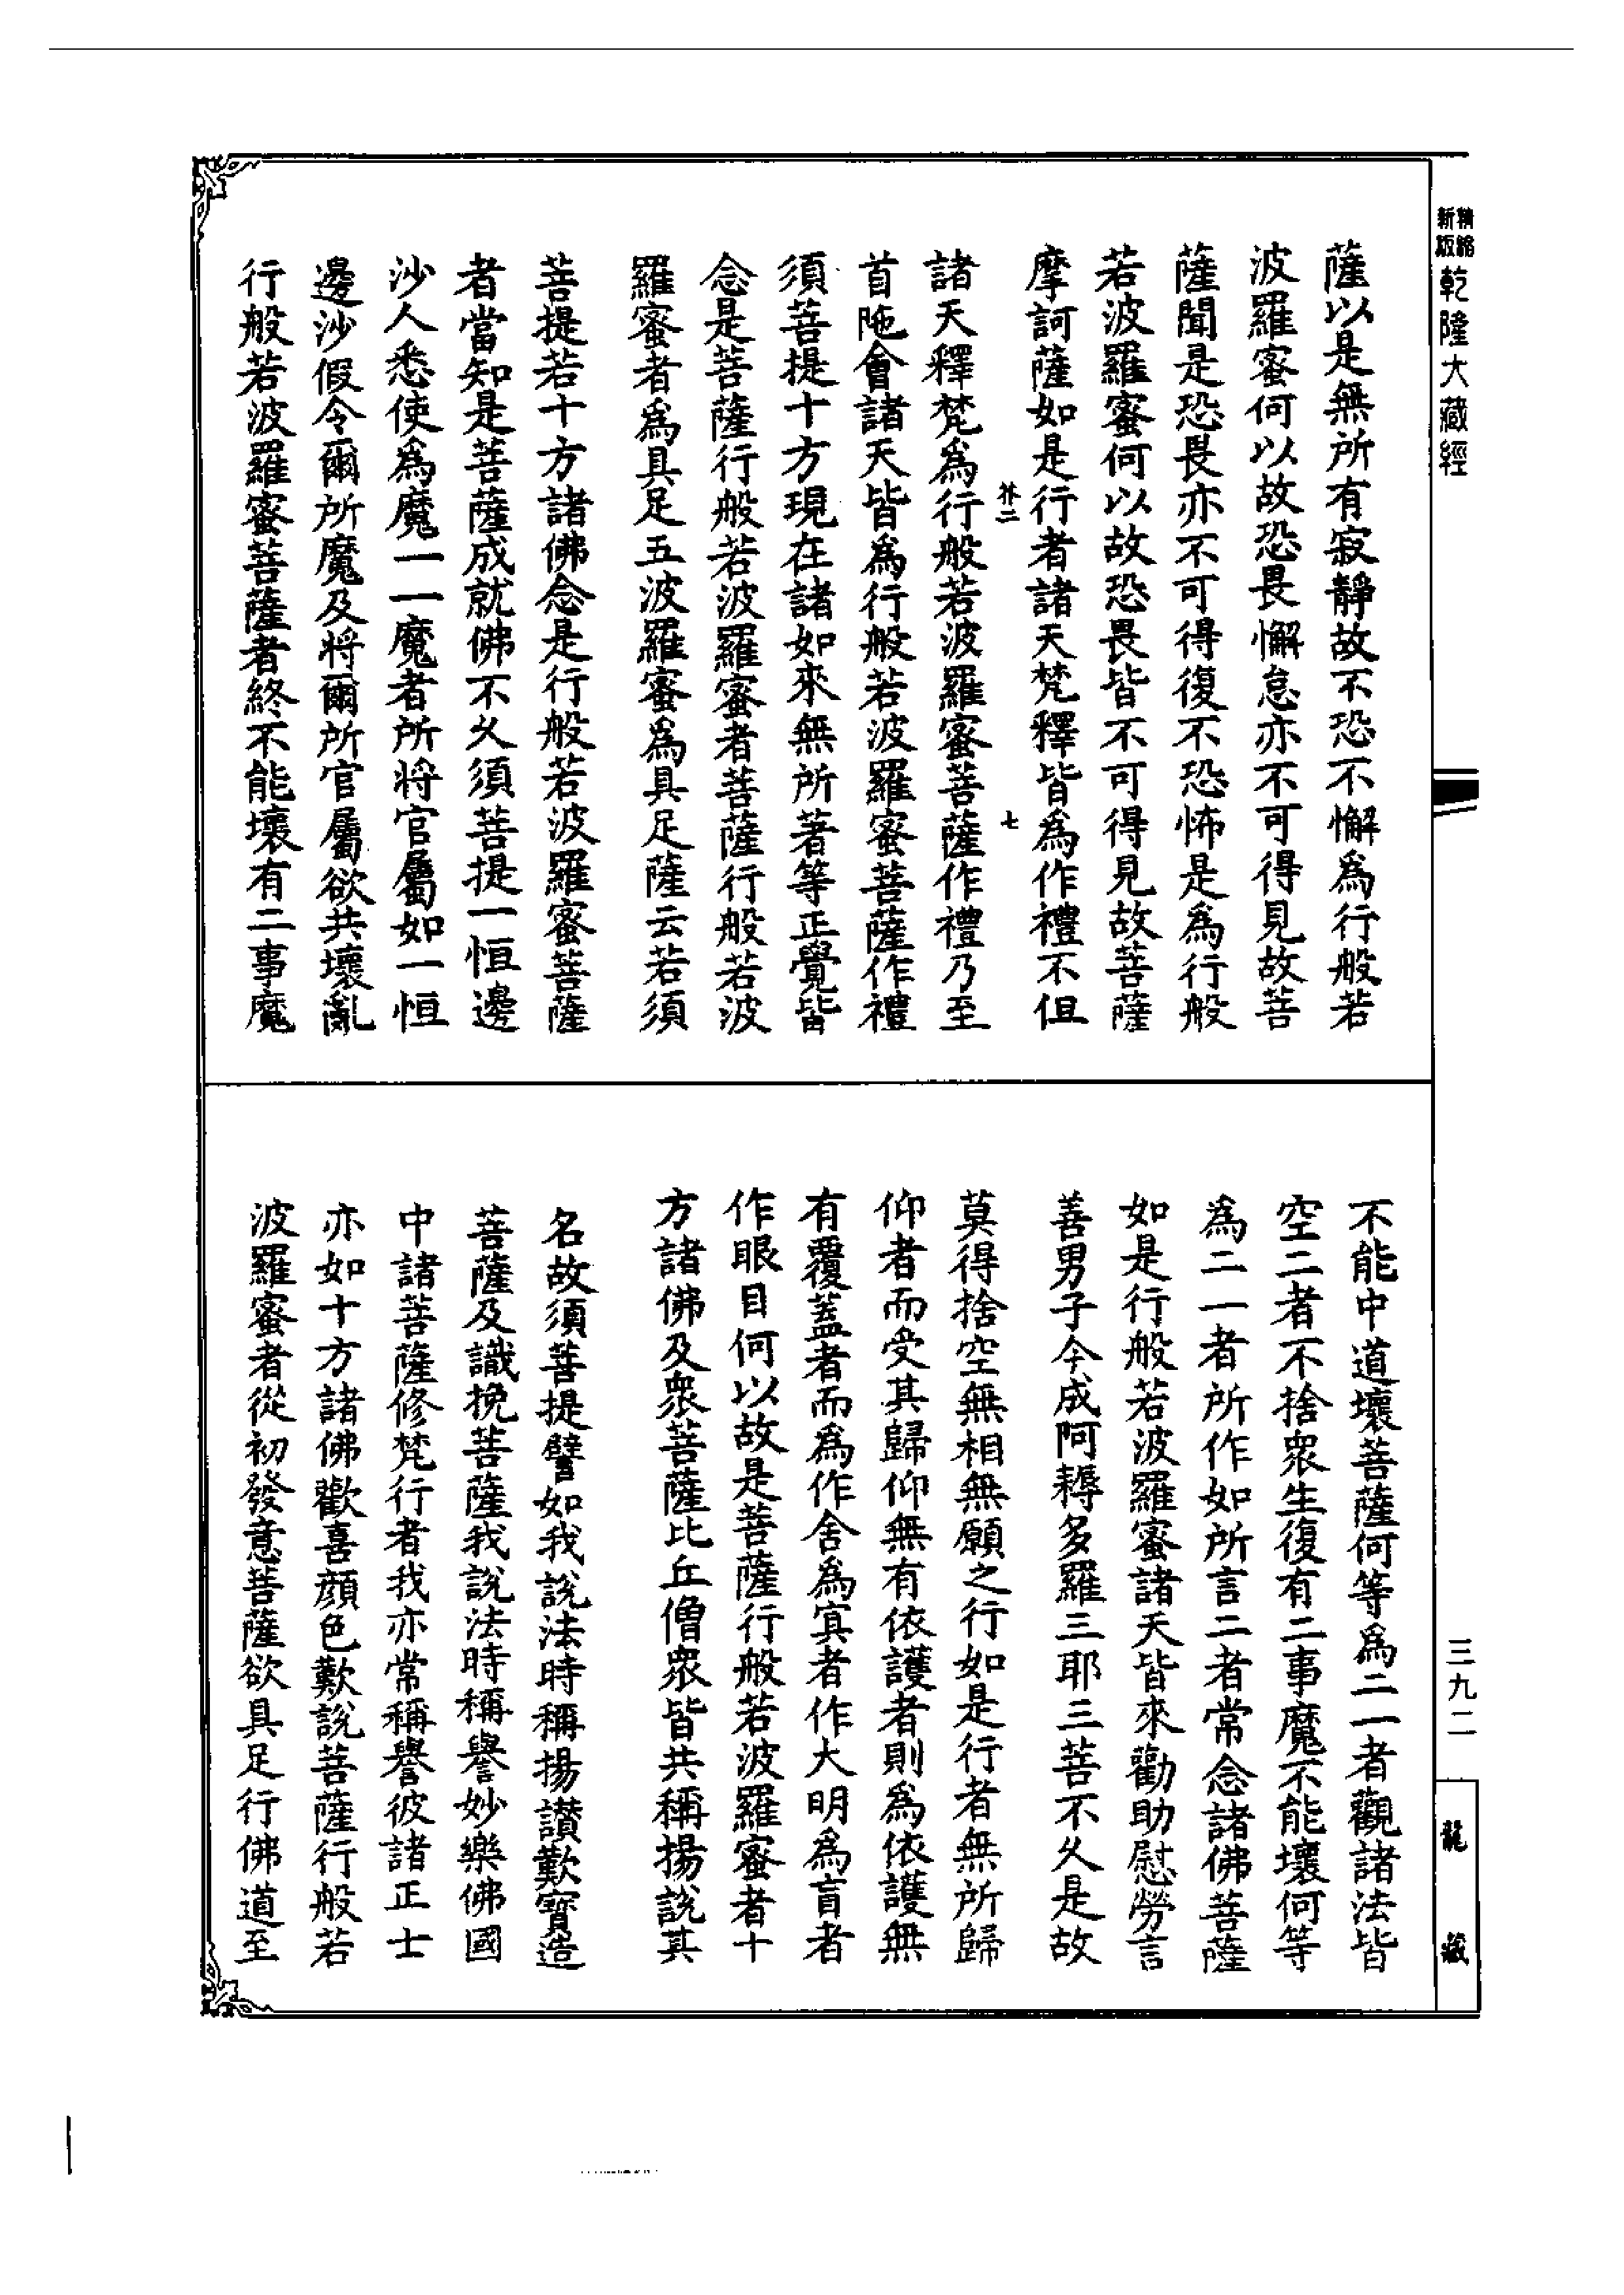 精縮
新版
乾隆大藏經
薩以是無所有寂靜故不恐不懈為行般若
波羅蜜何以故恐畏懈怠亦不可得見故菩
薩聞是恐畏亦不可得復不恐怖是為行般
若波羅蜜何以故恐畏皆不可得見故菩薩
摩訶薩如是行者諸天梵釋皆為作禮不但
七
諸天釋梵為行般若波羅蜜菩薩作禮乃至
首陁會諸天皆為行般若波羅蜜菩薩作禮
須菩提十方現在諸如來無所著等正覺皆
念是菩薩行般若波羅蜜者菩薩行般若波
羅蜜者為具足五波羅蜜為具足薩云若須
菩提若十方諸佛念是行般若波羅蜜菩薩
者當知是菩薩成就佛不久須菩提一恒邊
沙人悉使為魔一一魔者所將官屬如一恒
邊沙假令爾所魔及將爾所官屬欲共壞亂
行般若波羅蜜菩薩者終不能壞有二事魔
不能中道壞菩薩何等為二一者觀諸法皆
空二者不捨衆生復有二事魔不能壞何等
為二一者所作如所言二者常念諸佛菩薩
如是行般若波羅蜜諸天皆來勸助慰勞言
善男子今成阿耨多羅三耶三菩不久是故
莫得捨空無相無願之行如是行者無所歸
仰者而受其歸仰無有依護者則為依護無
有覆蓋者而為作舍為冥者作大明為盲者
作眼目何以故是菩薩行般若波羅蜜者十
方諸佛及衆菩薩比丘僧衆皆共稱揚說其
名故須菩提譬如我說法時稱揚讚歎寶造
菩薩及識挽菩薩我說法時稱譽妙樂佛國
中諸菩薩修梵行者我亦常稱譽彼諸正士
亦如十方諸佛歡喜顏色歎說菩薩行般若
波羅蜜者從初發意菩薩欲具足行佛道至
三九二
龍藏